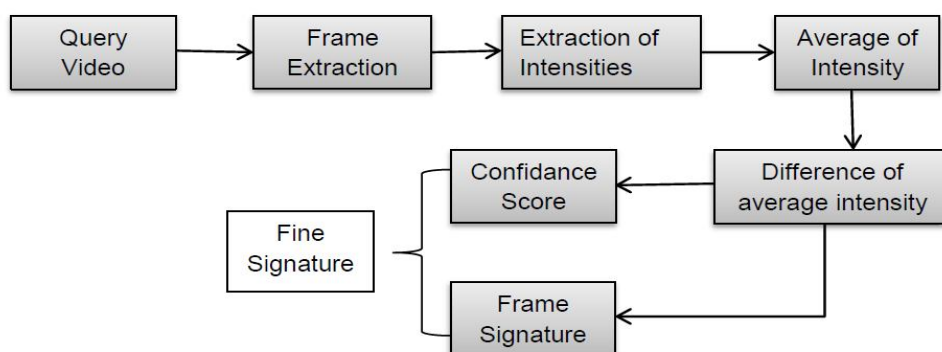 Query
Video
Frame
Extraction
Extraction of
Intensities
Average of
Intensity
Difference of
average intensity
Confidance
Score
Fine
Signature
Frame
Signature